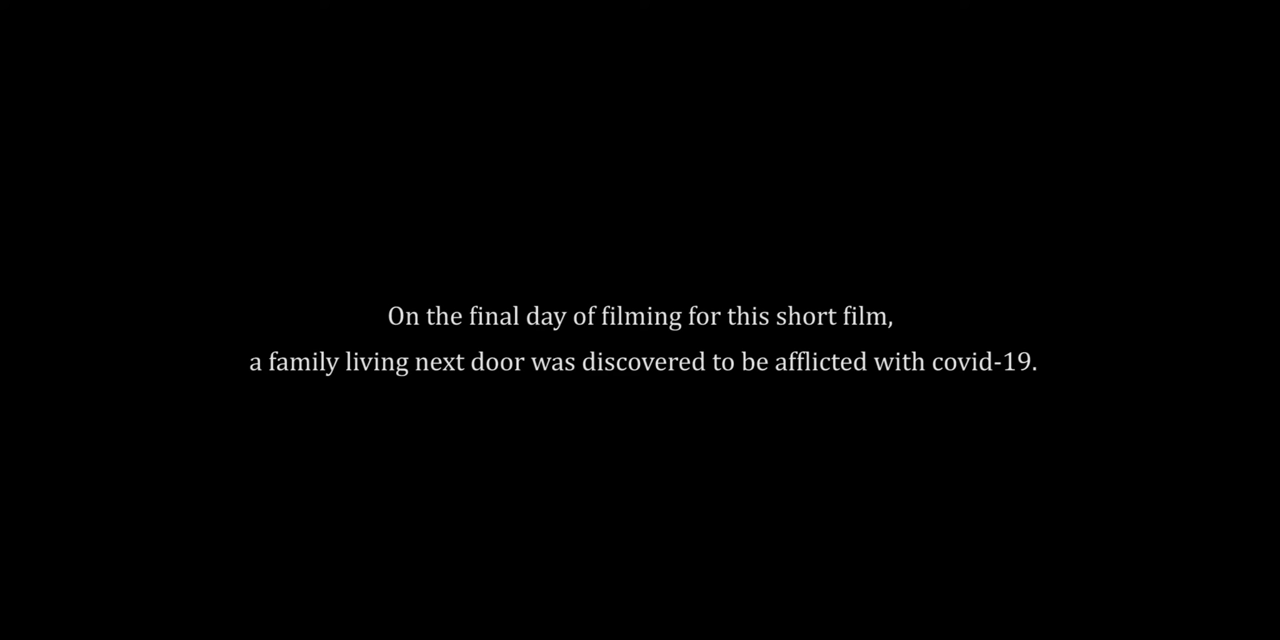 On the final day of filming for this short film,
a family living next door was discovered to be afflicted with covid-19.